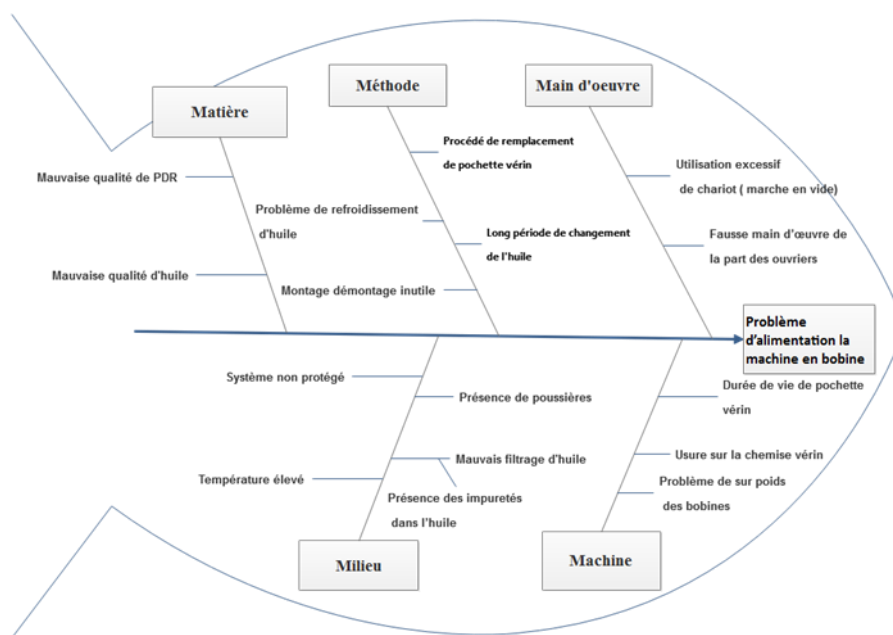 Matière
Méthode
Main d'oeuvre
Mauvaise qualité de PDR
Mauvaise qualité d'huile
Procédé de remplacement
de pochette vérin
Problème de refroidissement
d'huile
Long période de changement
de l'huile
Montage démontage inutile
Utilisation excessif
de chariot ( marche en vide)
Fausse main d'œuvre de
la part des ouvriers
Problème
d'alimentation la
machine en bobine
Système non protégé
Présence de poussières
Mauvais filtrage d'huile
Température élevé
Présence des impuretés
dans l'huile
Durée de vie de pochette
vérin
Usure sur la chemise vérin
Problème de sur poids
des bobines
Milieu
Machine